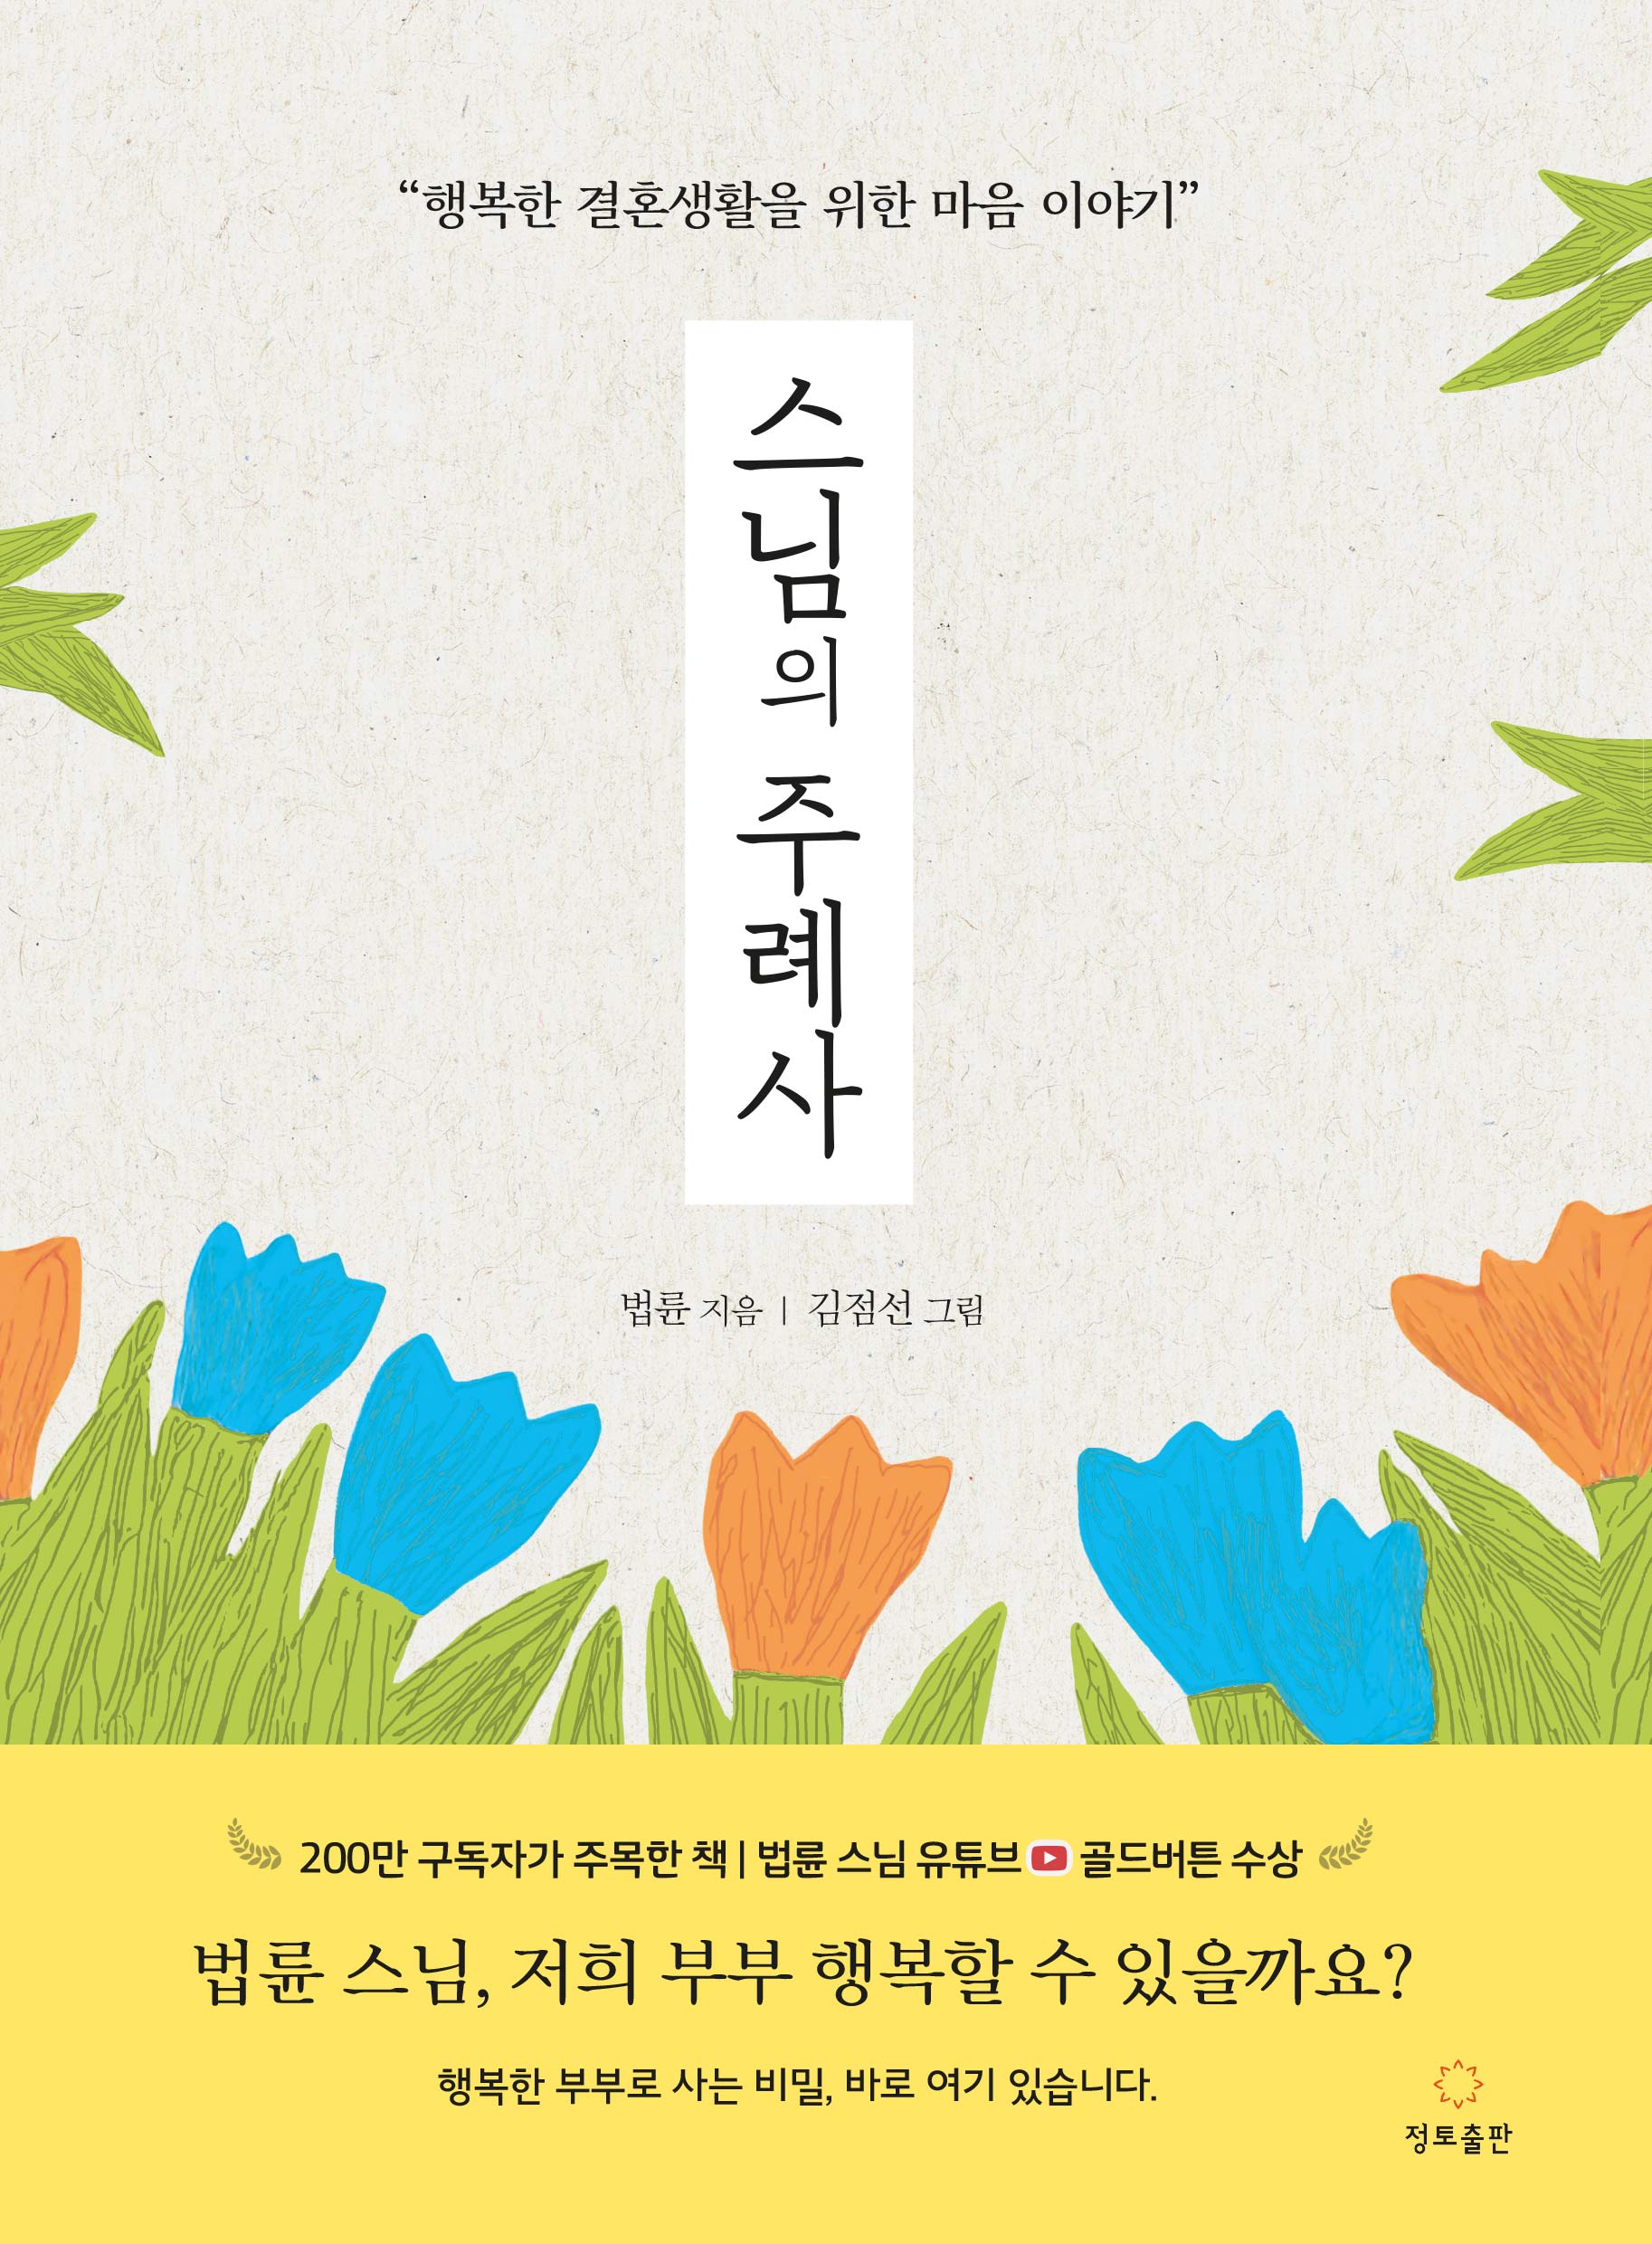 “행복한 결혼생활을 위한 마음 이야기”
스님의 주례사
법륜 지음 | 김점선 그림
200만 구독자가 주목한 책 | 법륜 스님 유튜브 골드버튼 수상
법륜 스님, 저희 부부 행복할 수 있을까요?
행복한 부부로 사는 비밀, 바로 여기 있습니다.
정토출판